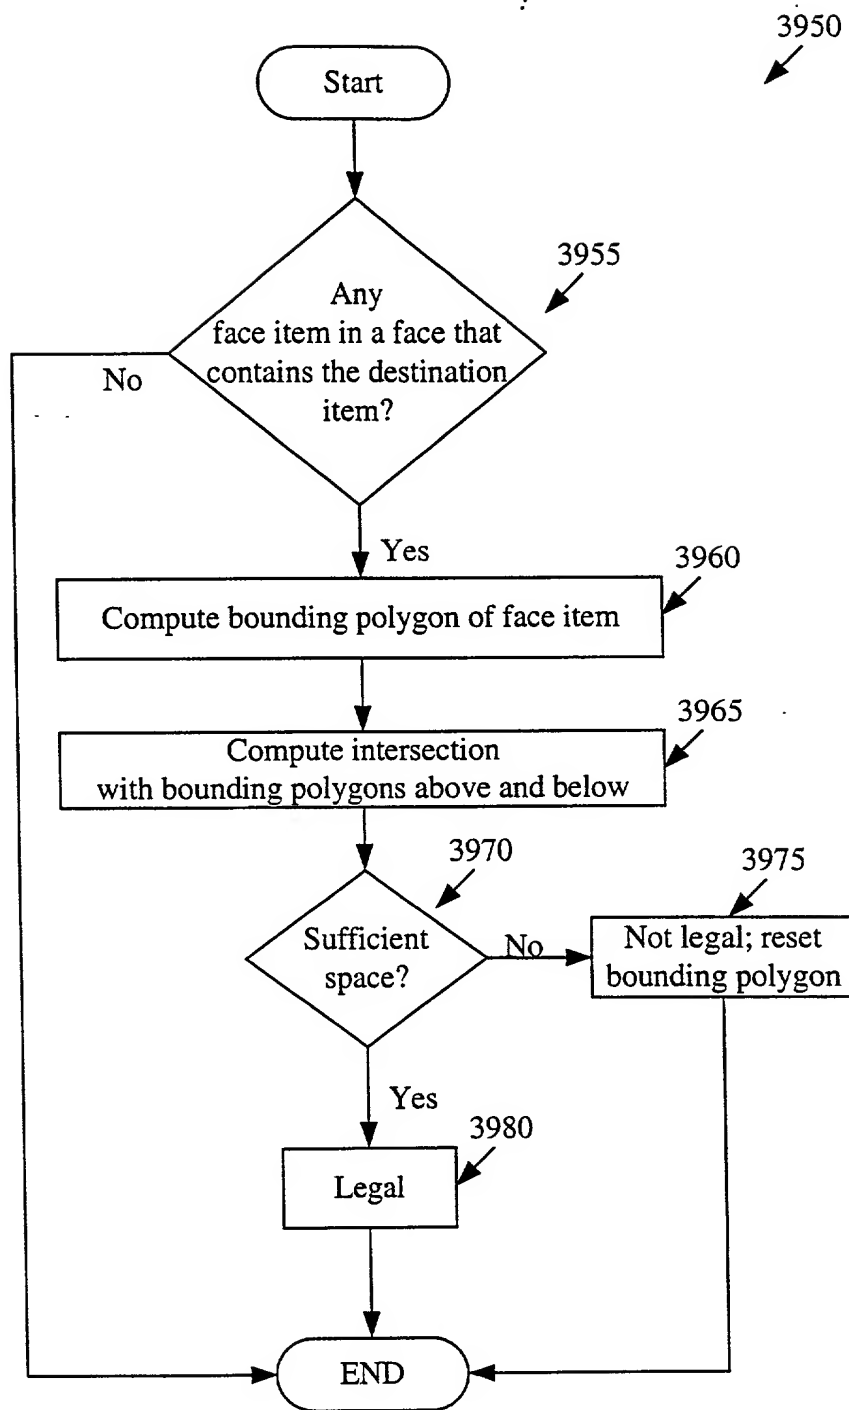 3950
Start
3955
Any
face item in a face that
contains the destination
item?
No
Yes
3960
Compute bounding polygon of face item
3965
Compute intersection
with bounding polygons above and below
3970
3975
Sufficient
space?
No
Not legal; reset
bounding polygon
Yes
3980
Legal
END